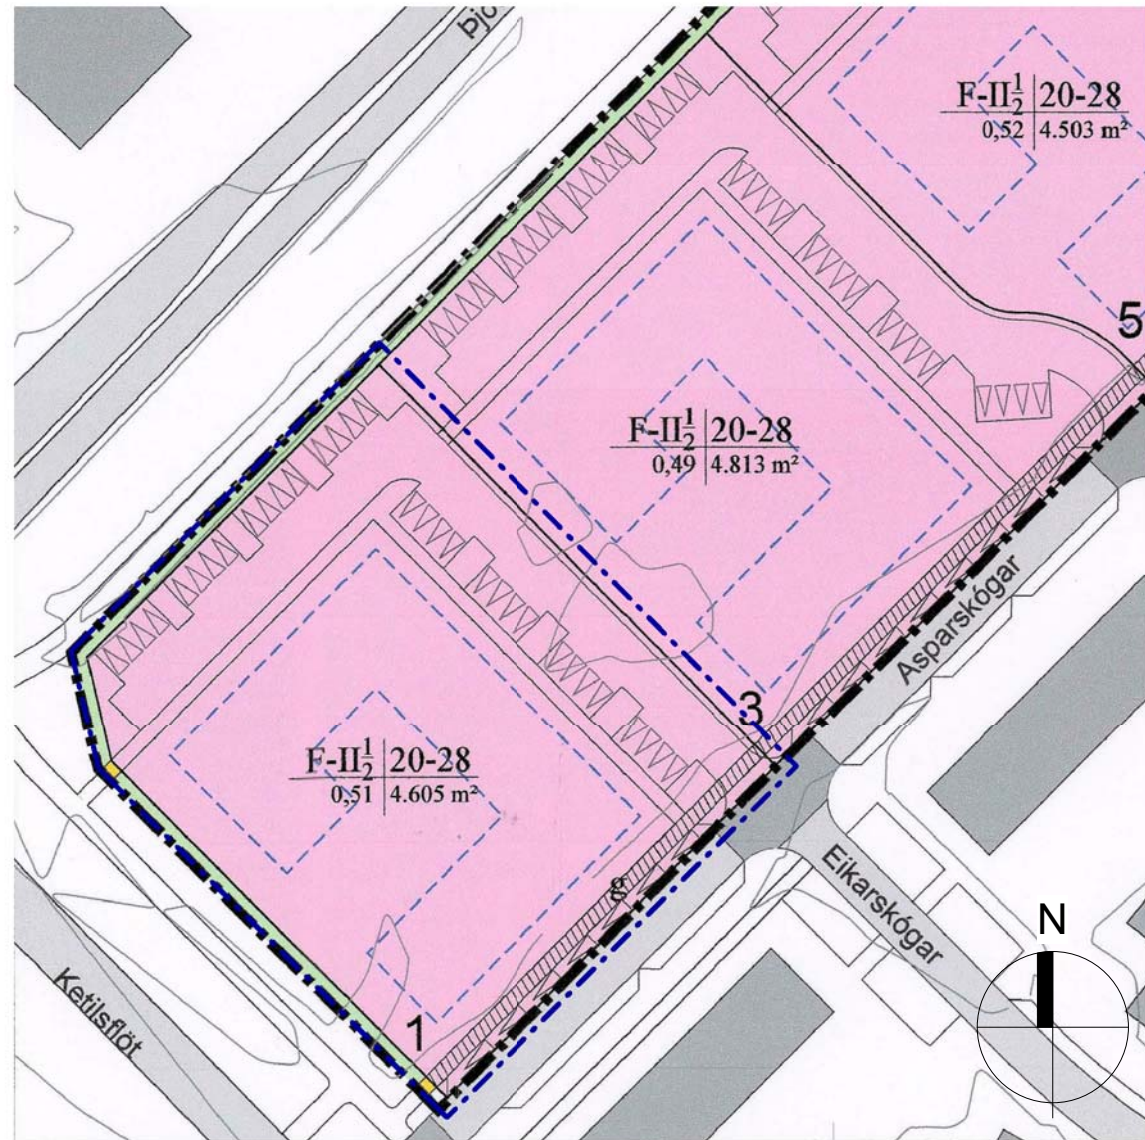 Þjó
F-II½ 20-28
0,52 4.503 m²
5
F-II½ 20-28
0,49 4.813 m²
Asparskógar
3
F-II½ 20-28
0,51 4.605 m²
Eikarskógar
g
N
Ketilsflöt
1